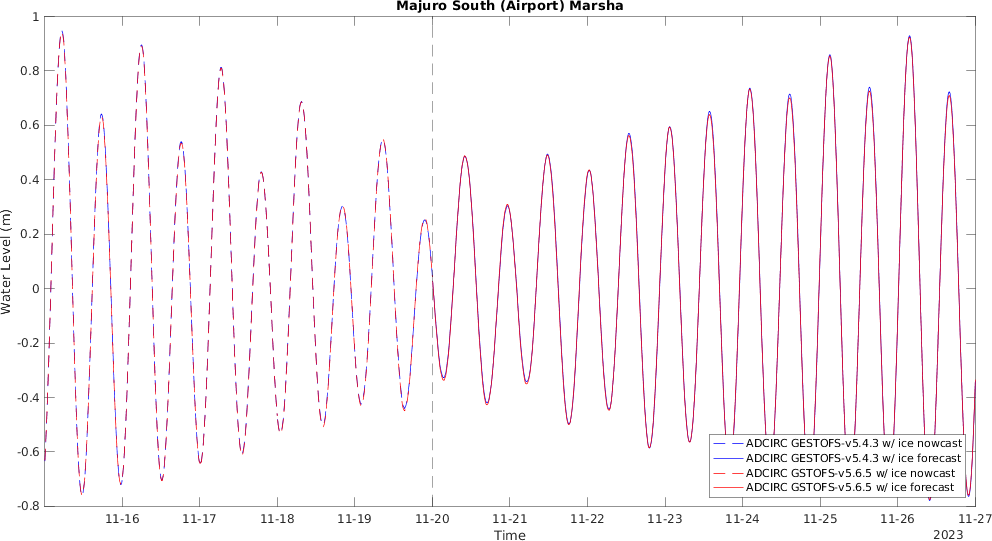 Majuro South (Airport) Marsha
Water Level (m)
1
0.8
0.6
0.4
0.2
0
-0.2
-0.4
-0.6
-0.8
ADCIRC GESTOFS-v5.4.3 w/ ice nowcast
ADCIRC GESTOFS-v5.4.3 w/ ice forecast
ADCIRC GSTOFS-v5.6.5 w/ ice nowcast
ADCIRC GSTOFS-v5.6.5 w/ ice forecast
11-16 11-17 11-18 11-19 11-20 11-21 11-22 11-23 11-24 11-25 11-26 11-27
Time
2023